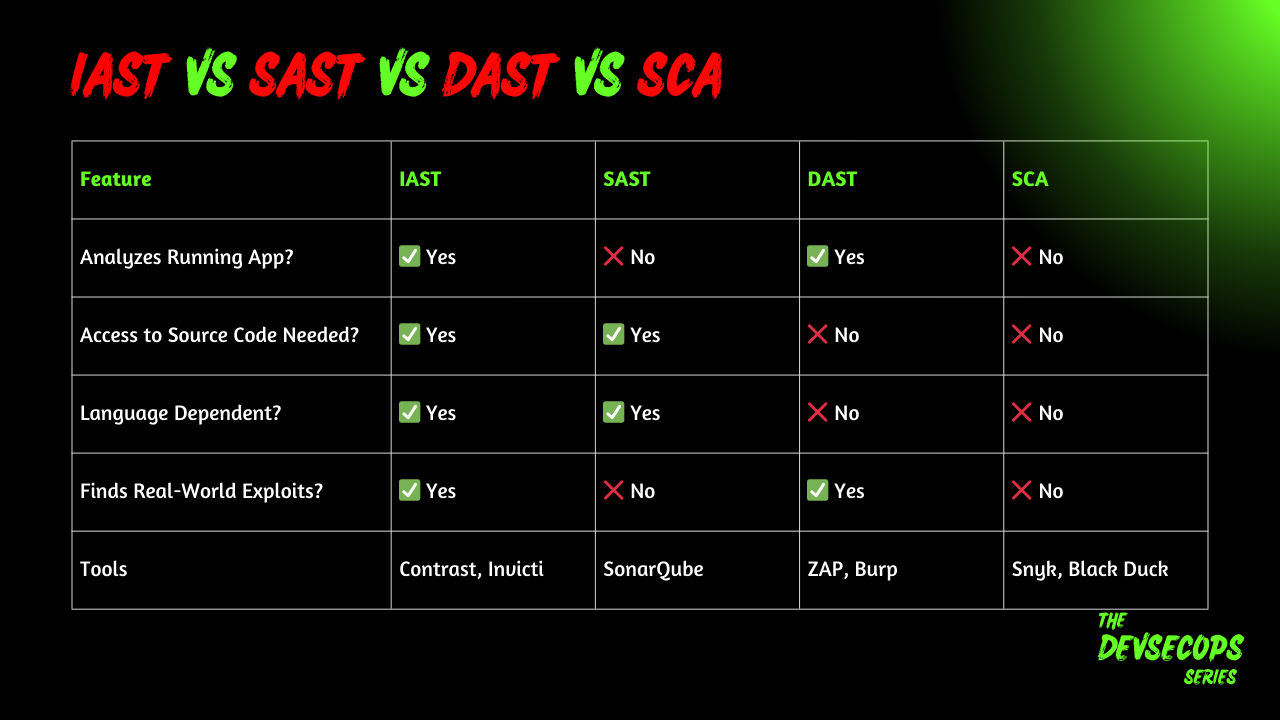 IAST VS SAST VS DAST VS SCA
Feature IAST SAST DAST SCA
Analyzes Running App? ✅ Yes ❌ No ✅ Yes ❌ No
Access to Source Code Needed? ✅ Yes ✅ Yes ❌ No ❌ No
Language Dependent? ✅ Yes ✅ Yes ❌ No ❌ No
Finds Real-World Exploits? ✅ Yes ❌ No ✅ Yes ❌ No
Tools Contrast, Invicti SonarQube ZAP, Burp Snyk, Black Duck
THE
DEVSECOPS
SERIES